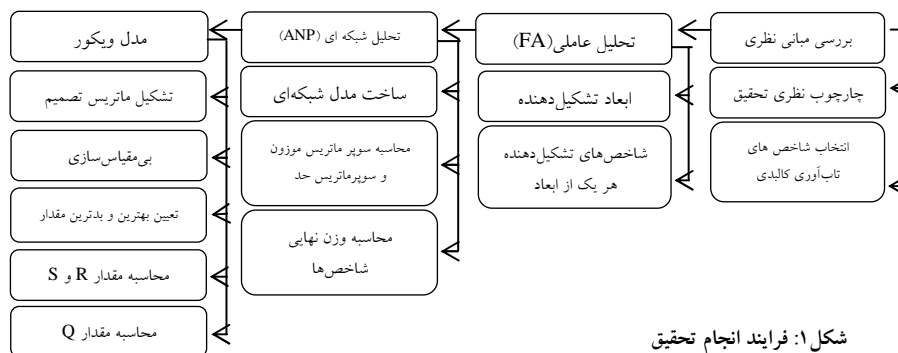 بررسی مبانی نظری
چارچوب نظری تحقیق
انتخاب شاخص های
تاب‌آوری کالبدی
تحلیل عاملی(FA)
ابعاد تشکیل‌دهنده
شاخص‌های تشکیل‌دهنده
هر یک از ابعاد
تحلیل شبکه ای (ANP)
ساخت مدل شبکه‌ای
محاسبه سوپر ماتریس موزون
و سوپرماتریس حد
محاسبه وزن نهایی
شاخص‌ها
مدل ویکور
تشکیل ماتریس تصمیم
بی‌مقیاس‌سازی
تعیین بهترین و بدترین مقدار
محاسبه مقدار R و S
محاسبه مقدار Q
شکل۱: فرایند انجام تحقیق